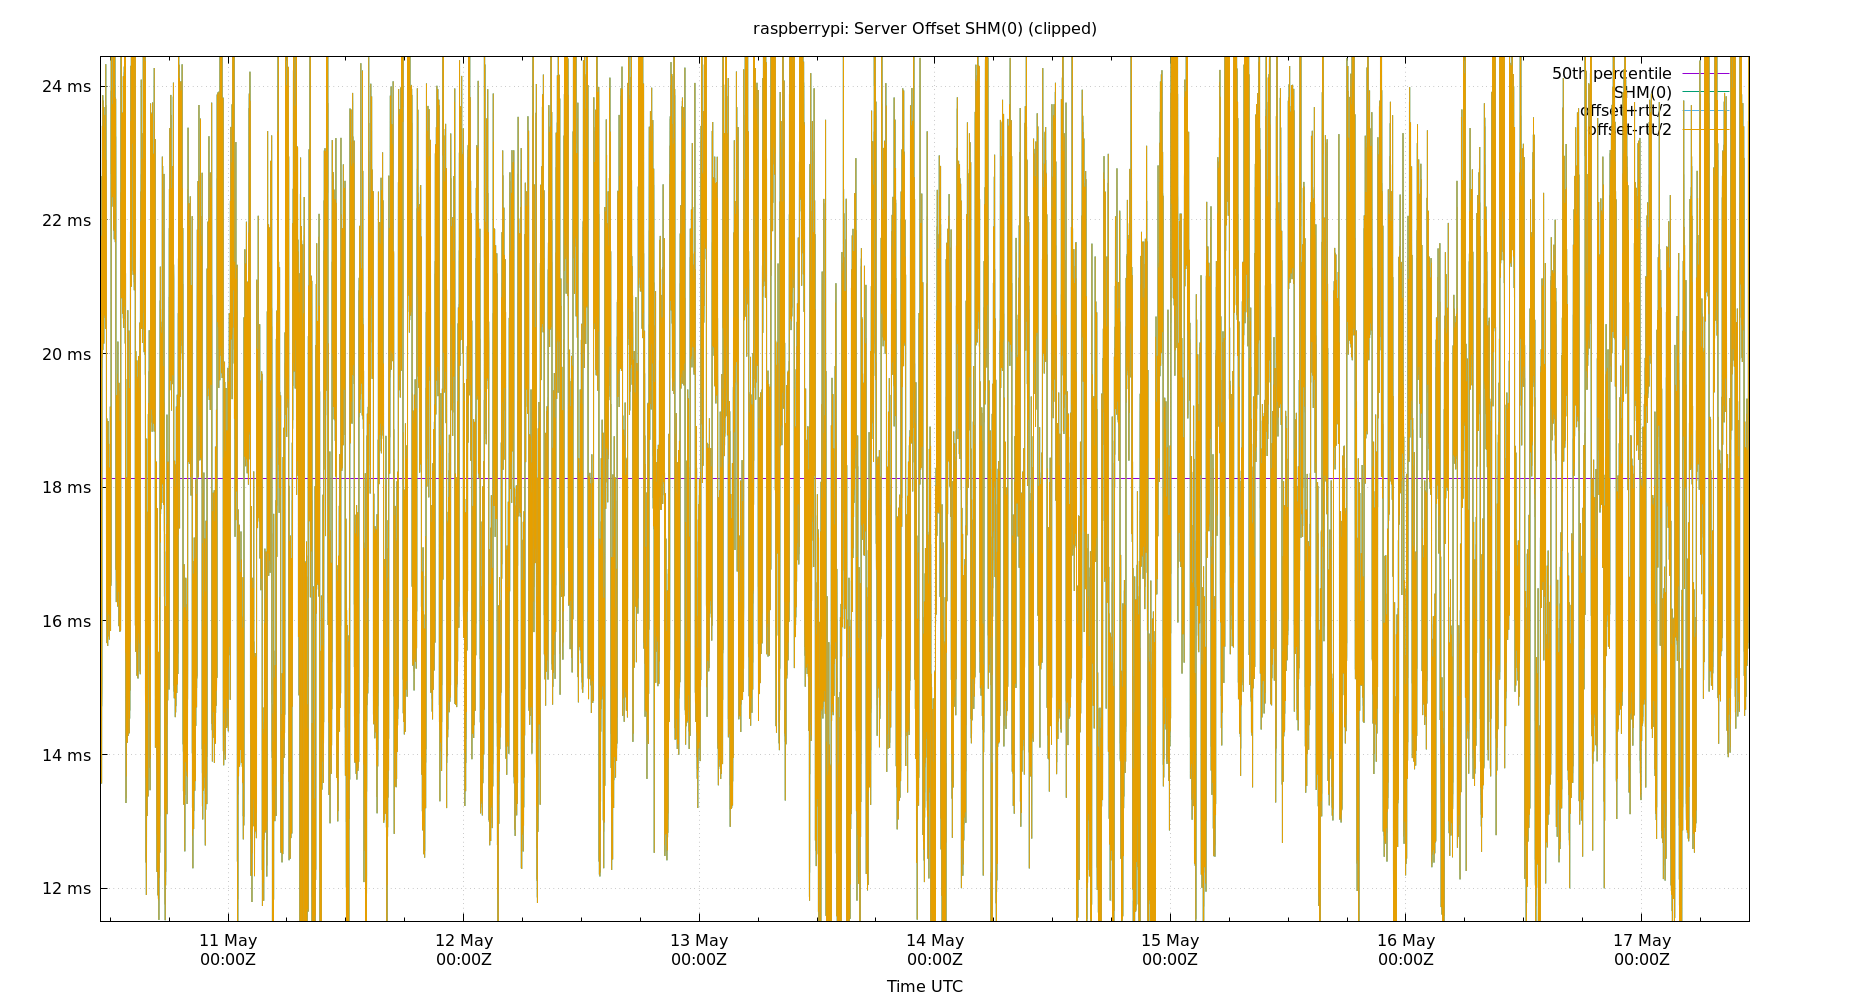 raspberrypi: Server Offset SHM(0) (clipped)
50th percentile
SHM(0)
offset+rtt/2
offset-rtt/2
24 ms
22 ms
20 ms
18 ms
16 ms
14 ms
12 ms
11 May 12 May 13 May 14 May 15 May 16 May 17 May
00:00Z 00:00Z 00:00Z 00:00Z 00:00Z 00:00Z 00:00Z
Time UTC